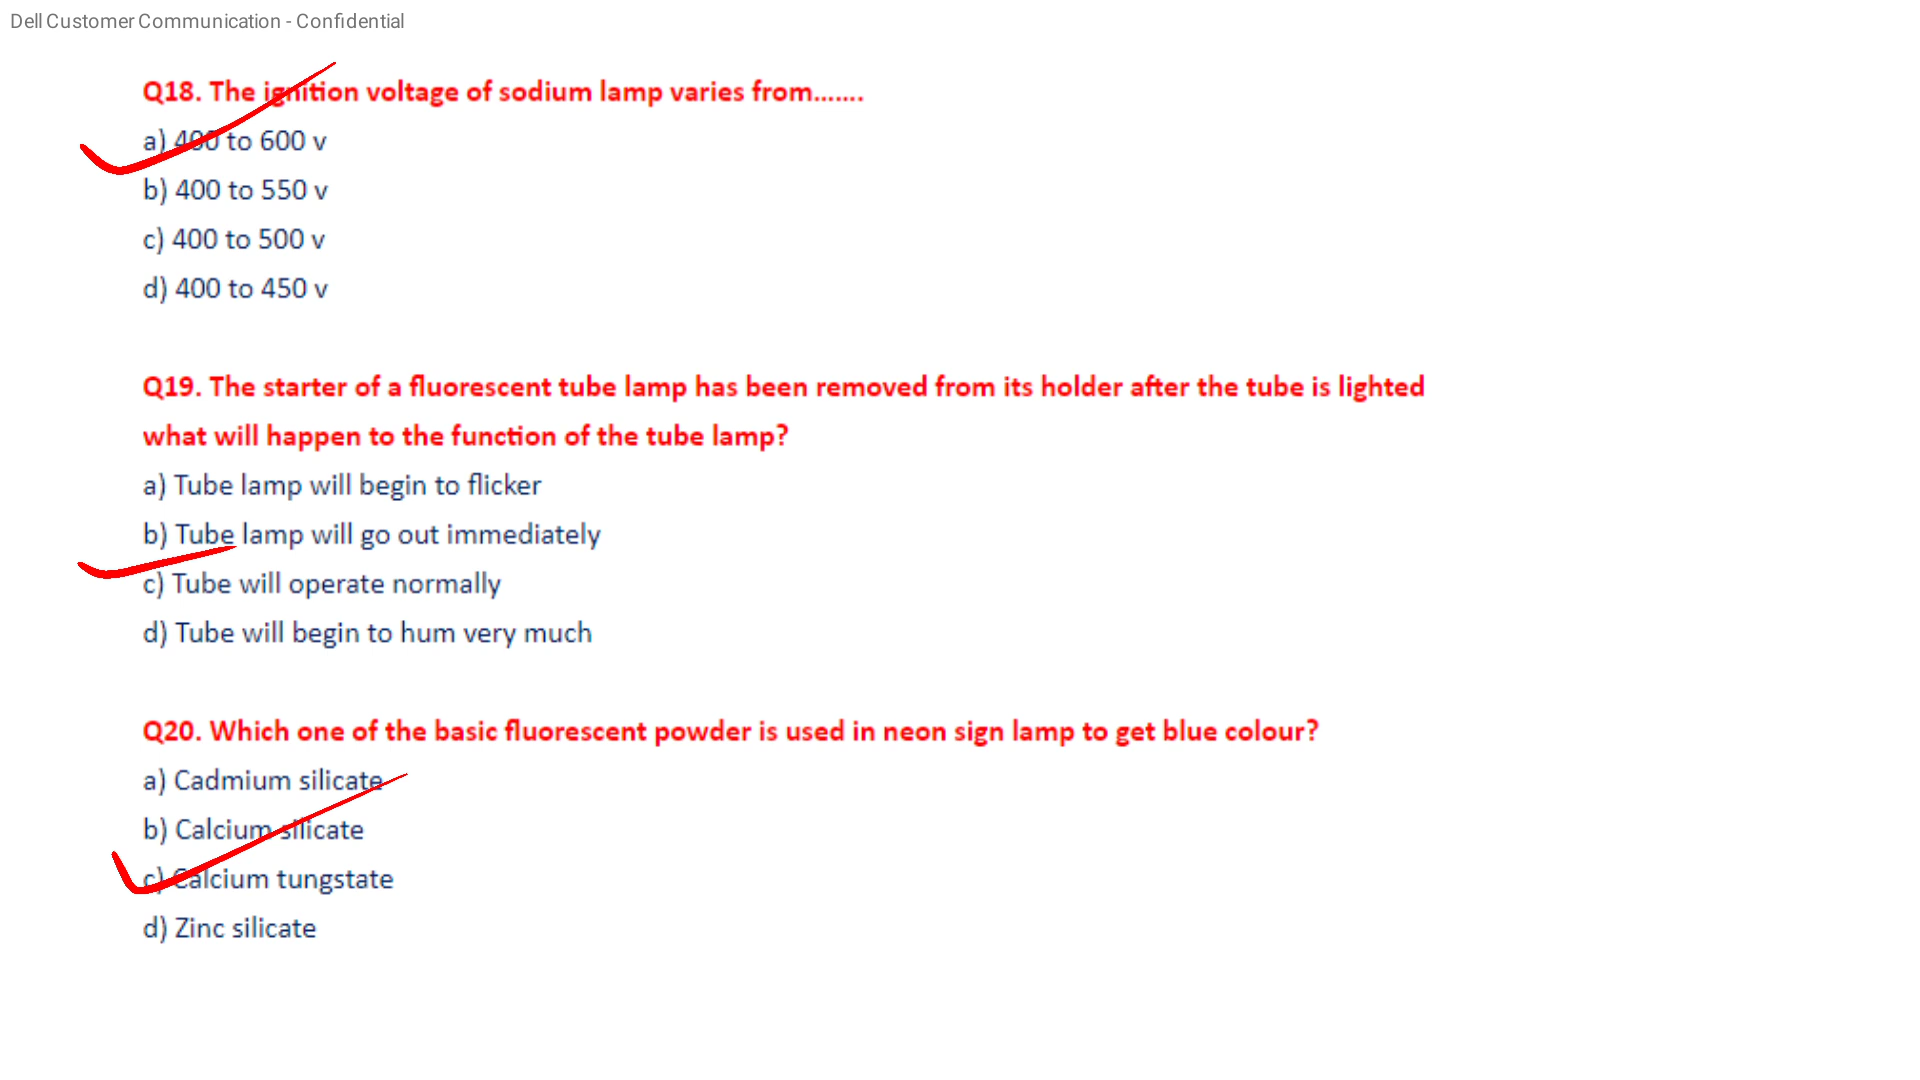 Dell Customer Communication - Confidential
Q18. The ignition voltage of sodium lamp varies from.......
a) 400 to 600 v
b) 400 to 550 v
c) 400 to 500 v
d) 400 to 450 v
Q19. The starter of a fluorescent tube lamp has been removed from its holder after the tube is lighted
what will happen to the function of the tube lamp?
a) Tube lamp will begin to flicker
b) Tube lamp will go out immediately
c) Tube will operate normally
d) Tube will begin to hum very much
Q20. Which one of the basic fluorescent powder is used in neon sign lamp to get blue colour?
a) Cadmium silicate
b) Calcium silicate
c) Calcium tungstate
d) Zinc silicate